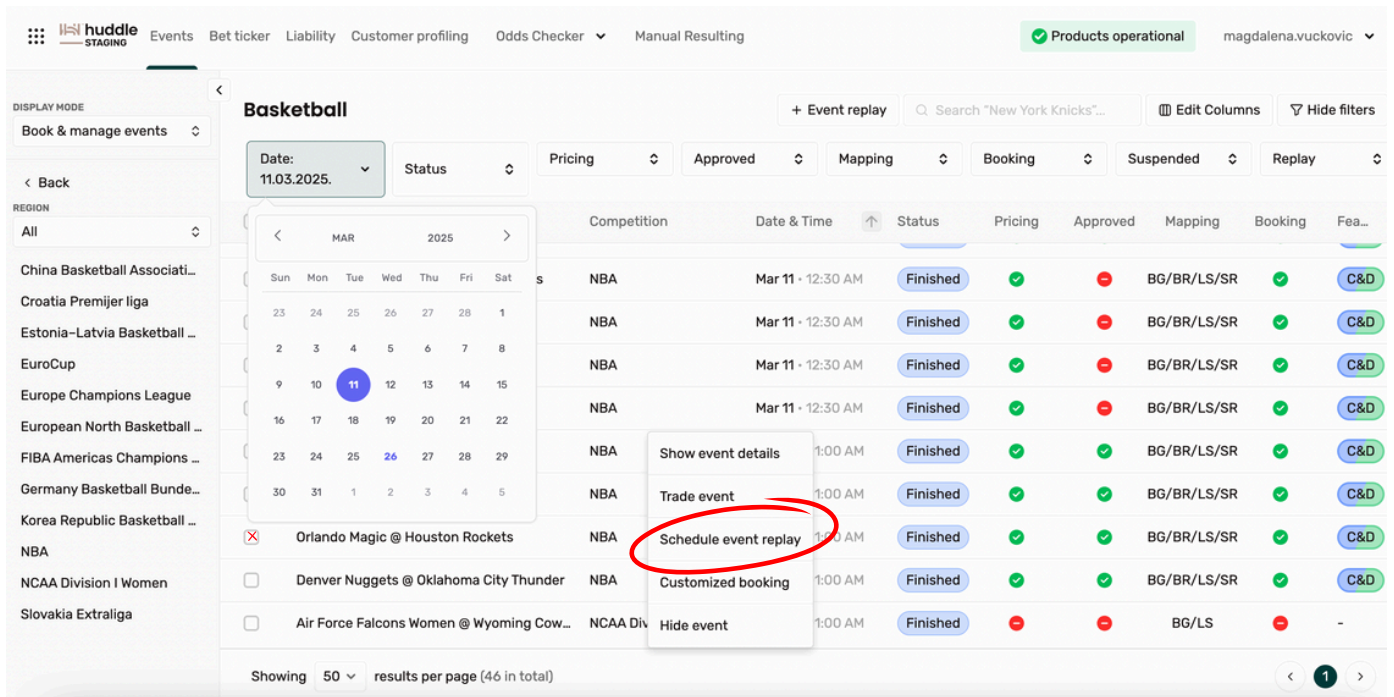 huddle
STAGING
Events Bet ticker Liability Customer profiling Odds Checker Manual Resulting
Products operational magdalena.vuckovic
DISPLAY MODE
Book & manage events
Back
REGION
All
China Basketball Associati...
Croatia Premijer liga
Estonia-Latvia Basketball ...
EuroCup
Europe Champions League
European North Basketball ...
FIBA Americas Champions ...
Germany Basketball Bunde...
Korea Republic Basketball ...
NBA
NCAA Division I Women
Slovakia Extraliga
Basketball
+ Event replay Search "New York Knicks"... Edit Columns Hide filters
Date:
11.03.2025.
Status Pricing Approved Mapping Booking Suspended Replay
MAR 2025
Sun Mon Tue Wed Thu Fri Sat
23 24 25 26 27 28 1
2 3 4 5 6 7 8
9 10 11 12 13 14 15
16 17 18 19 20 21 22
23 24 25 26 27 28 29
30 31 1 2 3 4 5
Competition Date & Time Status Pricing Approved Mapping Booking Fea...
s NBA Mar 11 • 12:30 AM Finished BG/BR/LS/SR C&D
NBA Mar 11 • 12:30 AM Finished BG/BR/LS/SR C&D
NBA Mar 11 • 12:30 AM Finished BG/BR/LS/SR C&D
NBA Mar 11 • 12:30 AM Finished BG/BR/LS/SR C&D
NBA 1:00 AM Finished BG/BR/LS/SR C&D
NBA 1:00 AM Finished BG/BR/LS/SR C&D
Orlando Magic @ Houston Rockets NBA 1:00 AM Finished BG/BR/LS/SR C&D
Denver Nuggets @ Oklahoma City Thunder NBA 1:00 AM Finished BG/BR/LS/SR C&D
Air Force Falcons Women @ Wyoming Cow... NCAA Div 1:00 AM Finished BG/LS -
Show event details
Trade event
Schedule event replay
Customized booking
Hide event
Showing 50 results per page (46 in total)
1